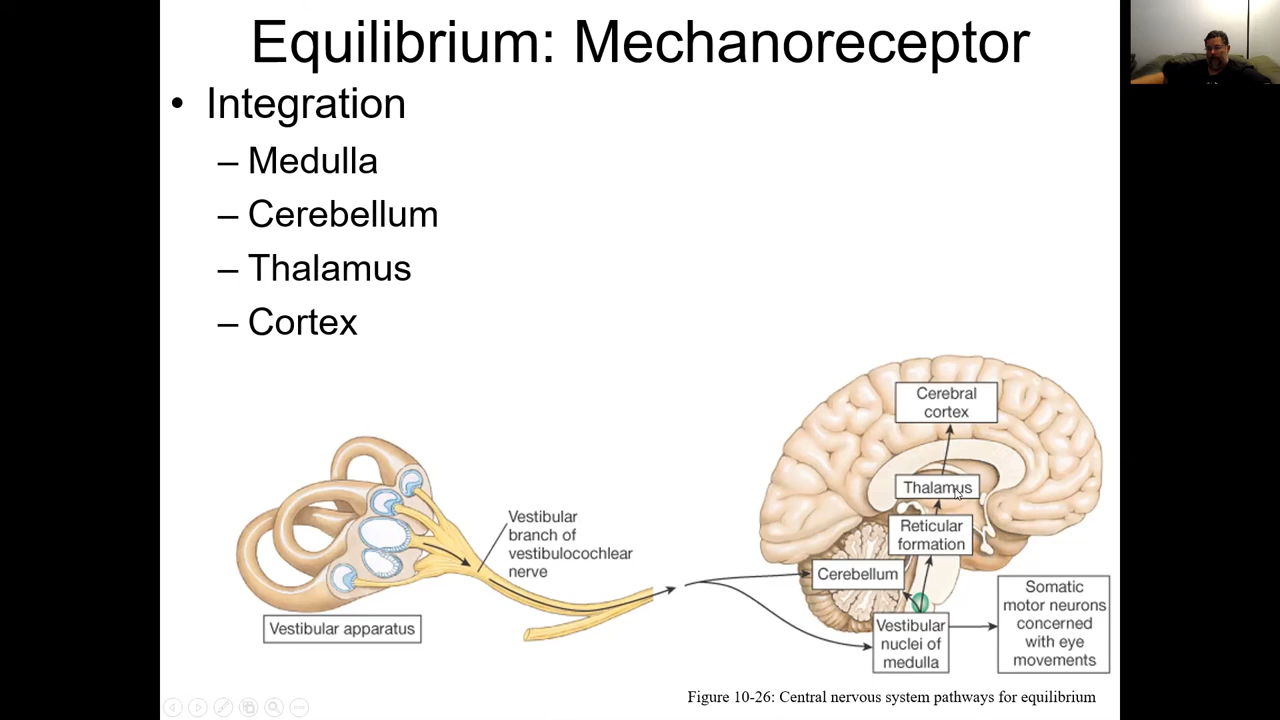 Equilibrium: Mechanoreceptor
• Integration
– Medulla
– Cerebellum
– Thalamus
– Cortex
Cerebral
cortex
Thalamus
Reticular
formation
Cerebellum
Vestibular
nuclei of
medulla
Somatic
motor neurons
concerned
with eye
movements
Vestibular
branch of
vestibulocochlear
nerve
Vestibular apparatus
Figure 10-26: Central nervous system pathways for equilibrium